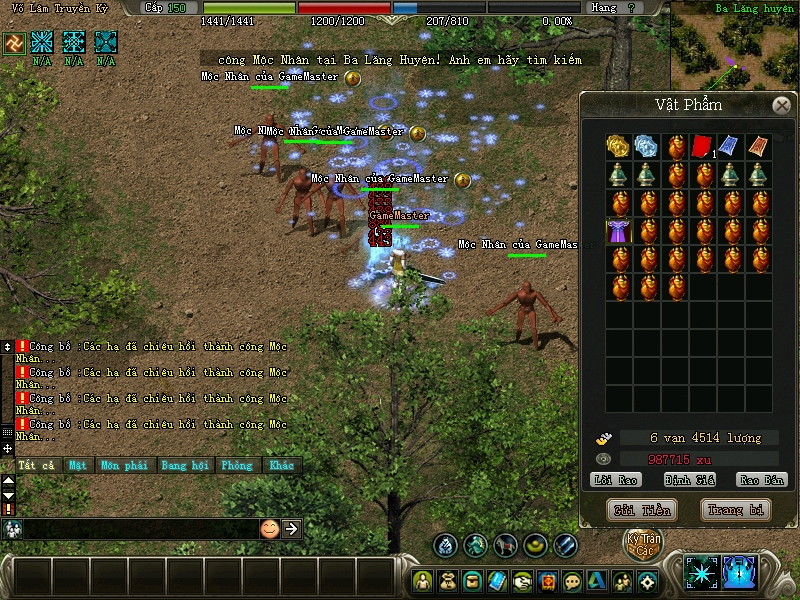 Võ Lâm Truyền Kỳ
Cấp 150
Hạng ?
Ba Lăng huyện
1441/1441
1200/1200
207/810
0.00%
N/A
N/A
N/A
công Mộc Nhân tại Ba Lăng Huyện! Anh em hãy tìm kiếm
Mộc Nhân của GameMaster
Mộc Nhân của GameMaster
Mộc Nhân của GameMaster
GameMaster
Mộc Nhân của GameMas
Vật Phẩm
1
Công bố :Các hạ đã chiêu hồi thành công Mộc
Nhân...
Công bố :Các hạ đã chiêu hồi thành công Mộc
Nhân...
Công bố :Các hạ đã chiêu hồi thành công Mộc
Nhân...
Công bố :Các hạ đã chiêu hồi thành công Mộc
Nhân...
6 vạn 4514 lượng
987715 xu
Tất cả
Mật
Môn phái
Bang hội
Phòng
Khác
Lời Rao
Định Giá
Rao Bán
Gửi Tiền
Trang bị
Kỳ Trân
Các